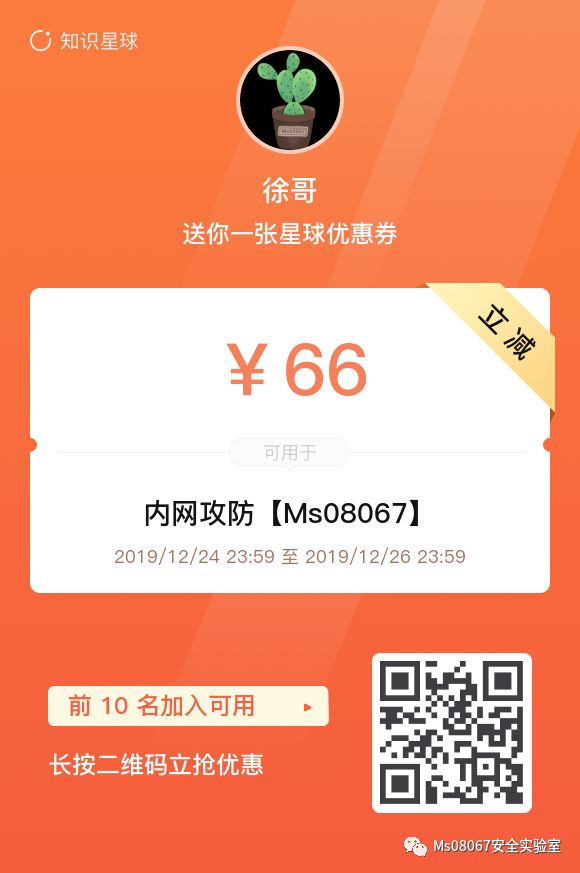 知识星球
Ms08067
徐哥
送你一张星球优惠券
立减
¥ 66
可用于
内网攻防【Ms08067】
2019/12/24 23:59 至 2019/12/26 23:59
前 10 名加入可用
长按二维码立抢优惠
Ms08067安全实验室